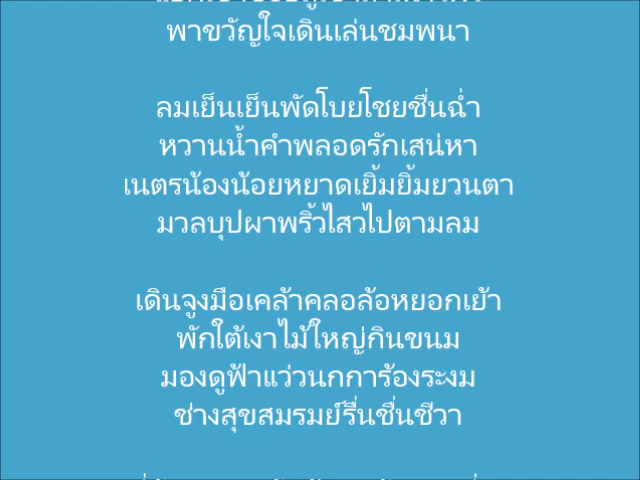 พาขวัญใจเดินเล่นชมพนา
ลมเย็นเย็นพัดโบยโชยชื่นฉ่ำ
หวานน้ำคำพลอดรักเสน่หา
เนตรน้องน้อยหยาดเยิ้มยิ้มยวนตา
มวลบุปผาพริ้วไสวไปตามลม
เดินจูงมือเคล้าคลอล้อหยอกเย้า
พักใต้เงาไม้ใหญ่กินขนม
มองดูฟ้าแว่วนกการ้องระงม
ช่างสุขสมรมย์รื่นชื่นชีวา